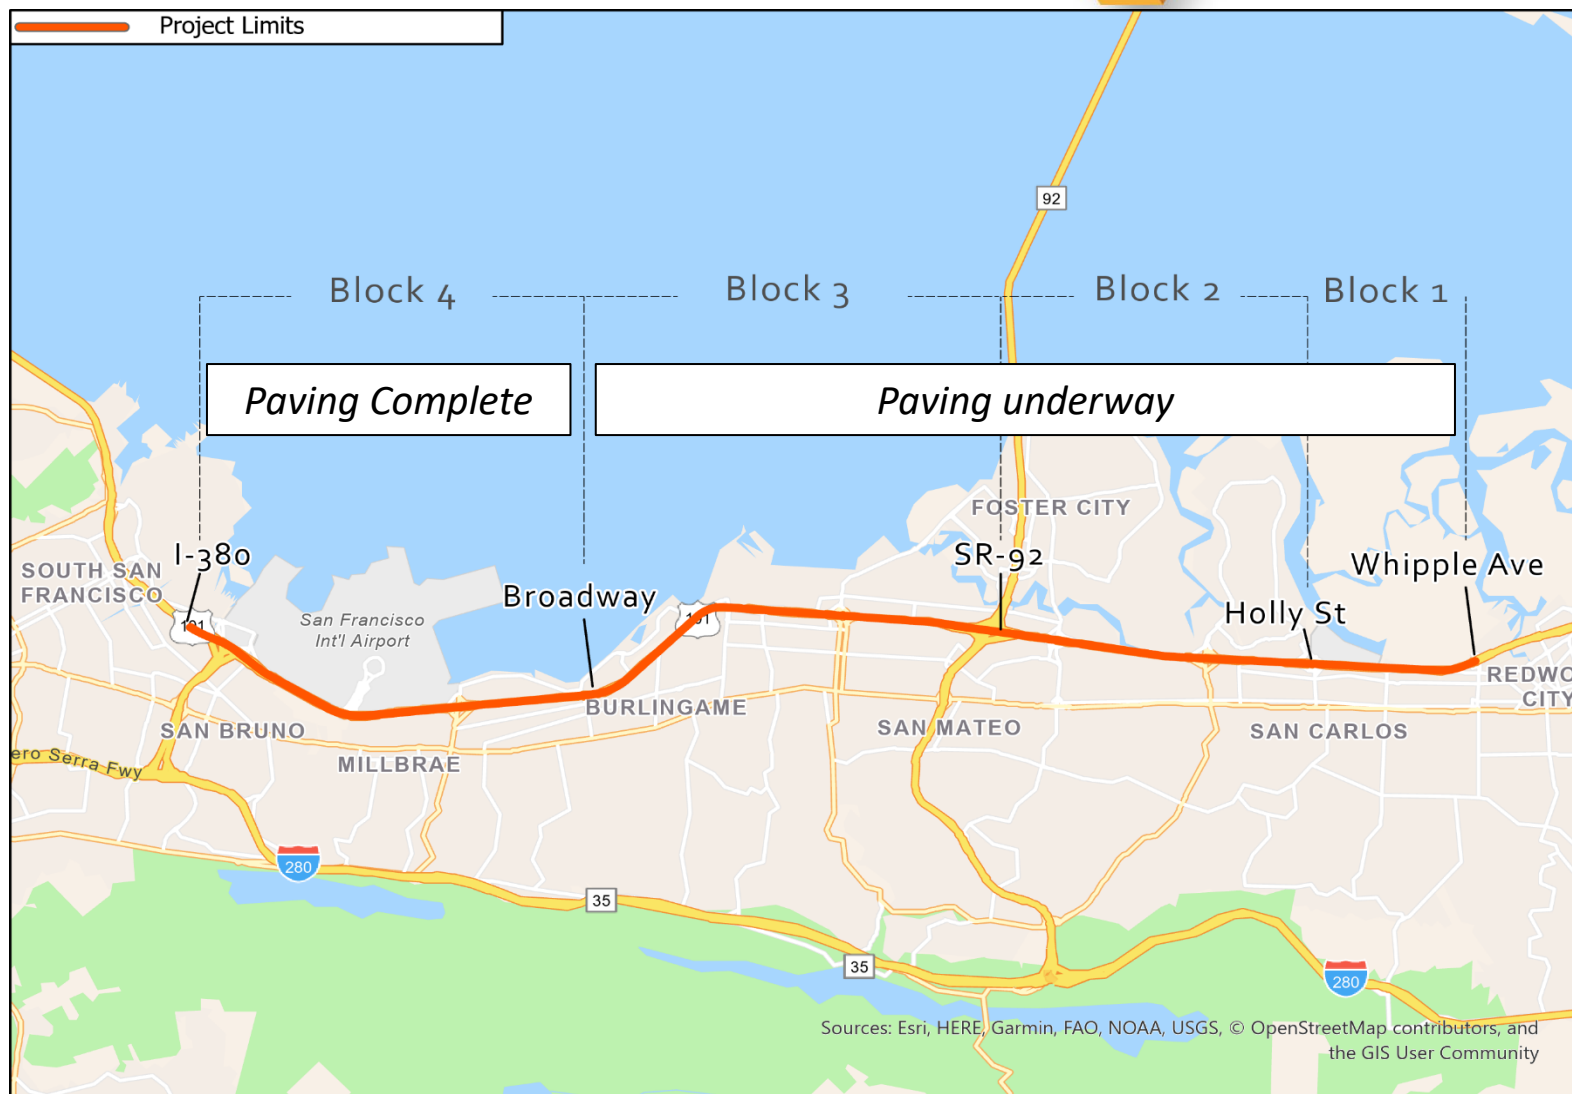 Project Limits
92
Block 4
Block 3
Block 2
Block 1
Paving Complete
Paving underway
FOSTER CITY
I-380
SR-92
Whipple Ave
SOUTH SAN
FRANCISCO
Broadway
Holly St
San Francisco
Int'l Airport
101
101
REDWO
CITY
BURLINGAME
SAN BRUNO
SAN MATEO
SAN CARLOS
ero Serra Fwy
MILLBRAE
280
35
35
280
Sources: Esri, HERE, Garmin, FAO, NOAA, USGS, © OpenStreetMap contributors, and
the GIS User Community